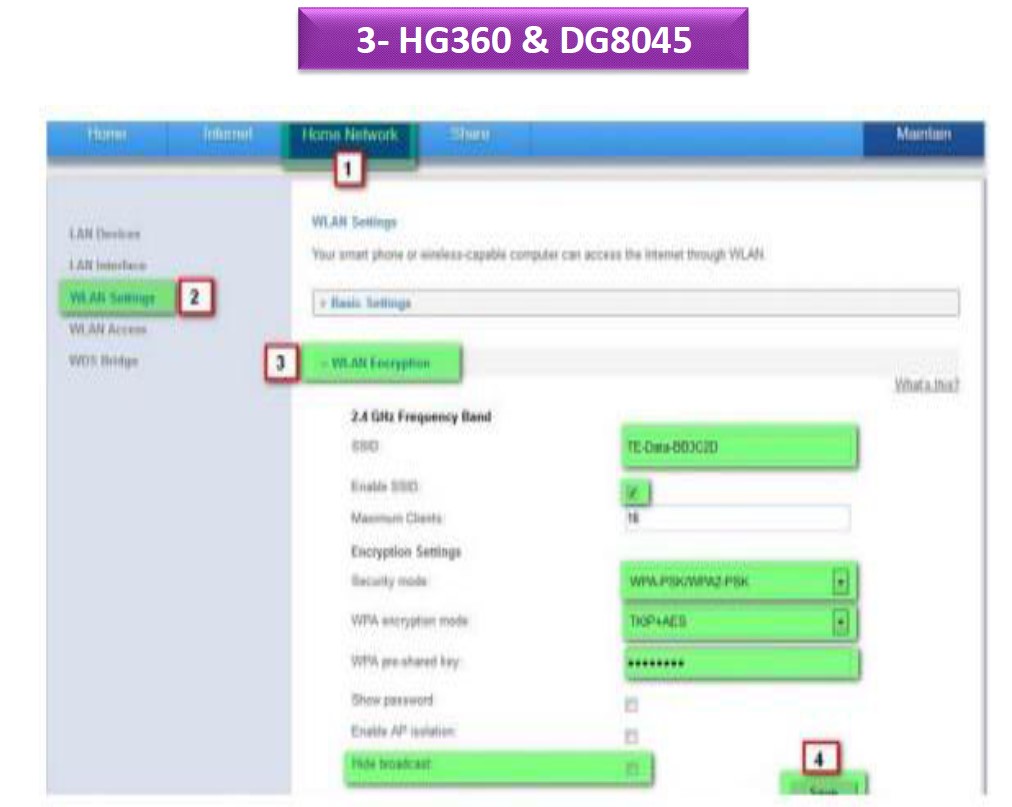 3- HG360 & DG8045
Home Internet Home Network Share Maintain
1
LAN Devices
LAN Interface
WLAN Settings 2
WLAN Access
WDS Bridge
WLAN Settings
Your smart phone or wireless-capable computer can access the Internet through WLAN.
Basic Settings
3 WLAN Encryption
What's this?
2.4 GHz Frequency Band
SSID: TE-Data-BB3C2D
Enable SSID:
Maximum Clients: 16
Encryption Settings
Security mode: WPA-PSK/WPA2-PSK
WPA encryption mode: TKIP+AES
WPA pre-shared key: ••••••••
Show password:
Enable AP isolation:
Hide broadcast:
4
Save